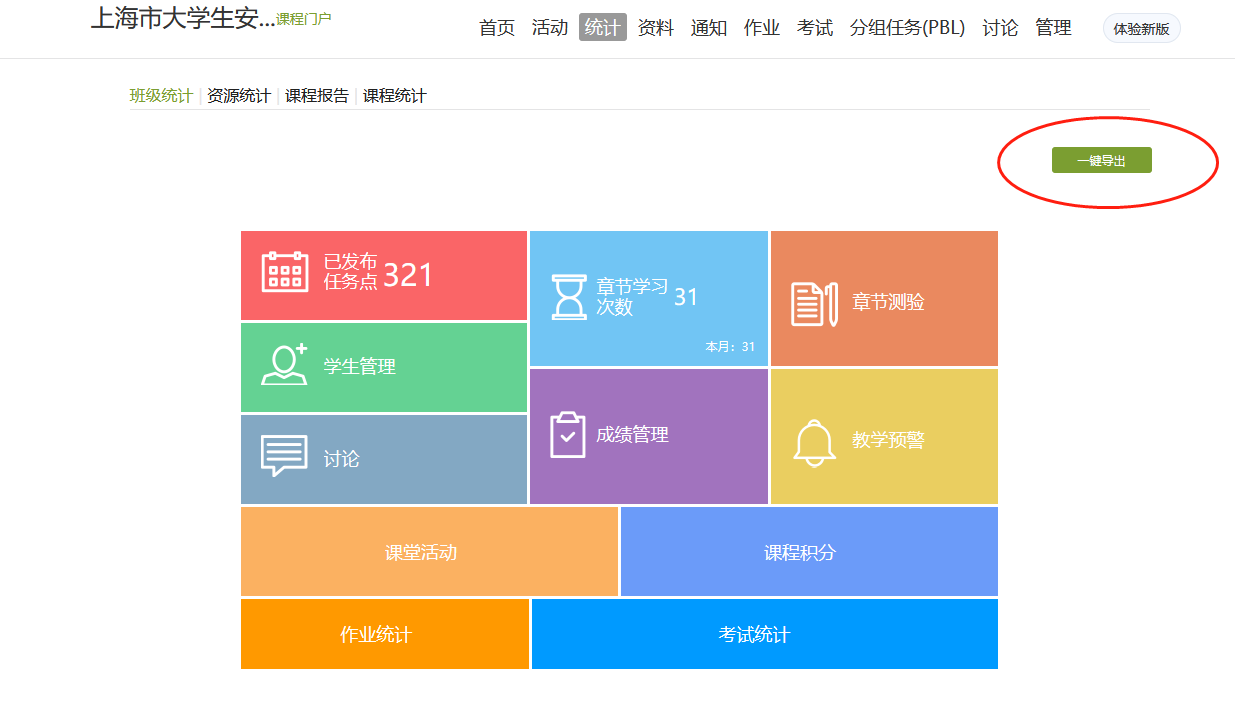 上海市大学生安...课程门户
首页 活动 统计 资料 通知 作业 考试 分组任务(PBL) 讨论 管理 体验新版
班级统计 | 资源统计 | 课程报告 | 课程统计
一键导出
已发布
任务点 321
章节学习
次数 31
本月：31
章节测验
学生管理
讨论
成绩管理
教学预警
课堂活动
课程积分
作业统计
考试统计